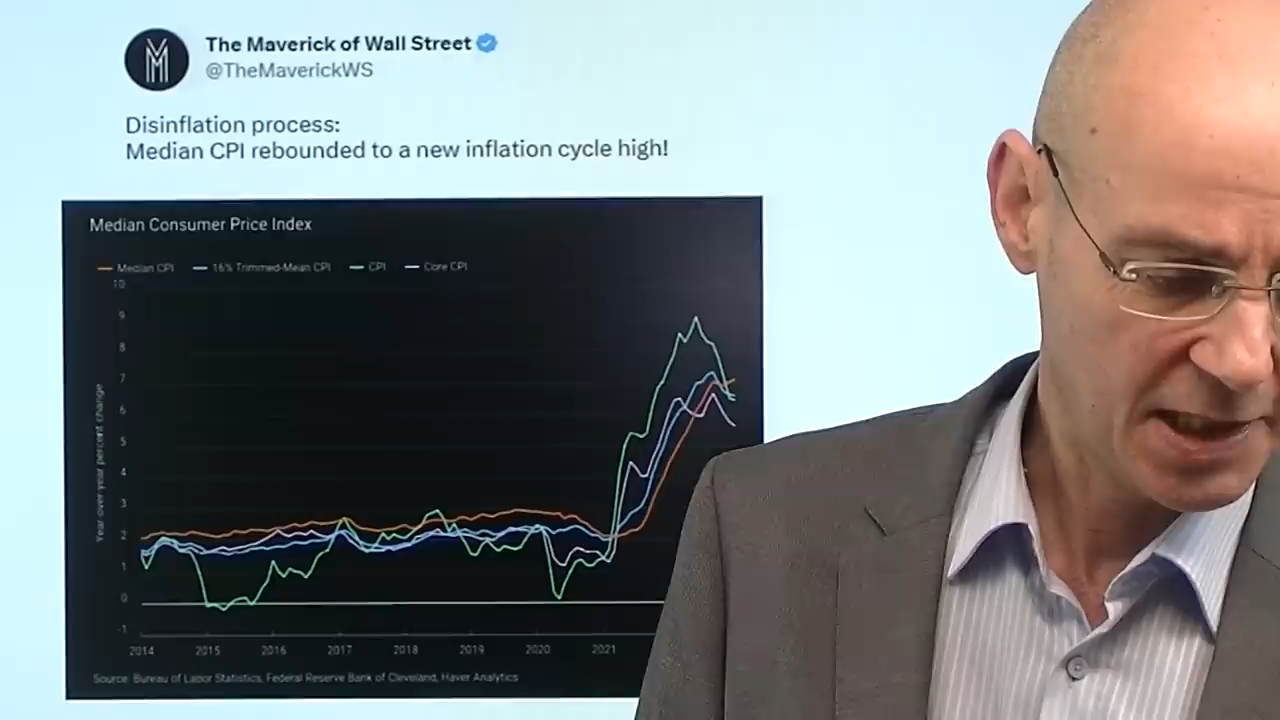 The Maverick of Wall Street
@TheMaverickWS
Disinflation process:
Median CPI rebounded to a new inflation cycle high!
Median Consumer Price Index
Median CPI 16% Trimmed-Mean CPI CPI Core CPI
10
9
8
7
6
5
4
3
2
1
0
-1
Year over year percent change
2014 2015 2016 2017 2018 2019 2020 2021
Source: Bureau of Labor Statistics, Federal Reserve Bank of Cleveland, Haver Analytics